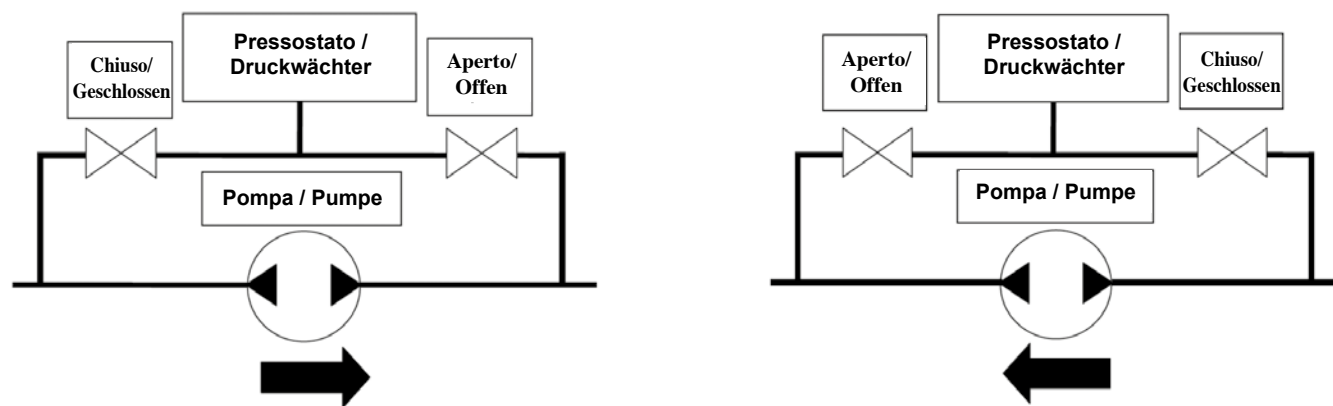 Chiuso/
Geschlossen
Pressostato /
Druckwächter
Aperto/
Offen
Pompa / Pumpe
Aperto/
Offen
Pressostato /
Druckwächter
Chiuso/
Geschlossen
Pompa / Pumpe